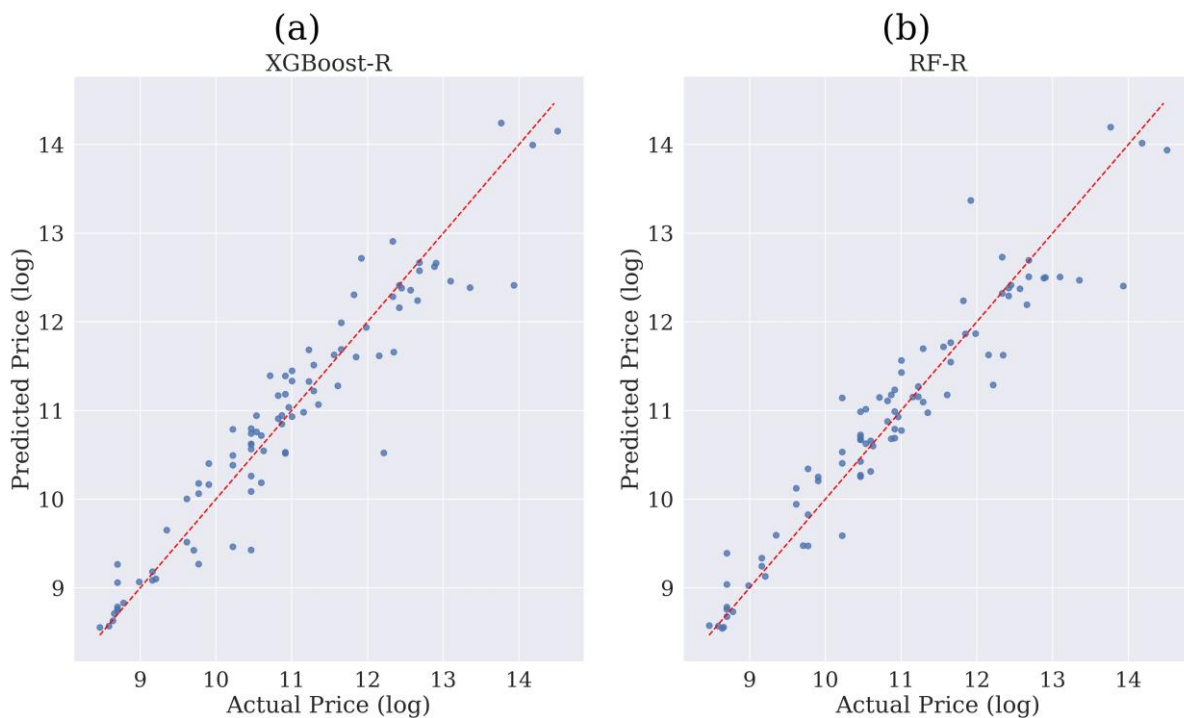 (a)
XGBoost-R
14
13
12
11
10
9
Predicted Price (log)
9 10 11 12 13 14
Actual Price (log)
(b)
RF-R
14
13
12
11
10
9
Predicted Price (log)
9 10 11 12 13 14
Actual Price (log)